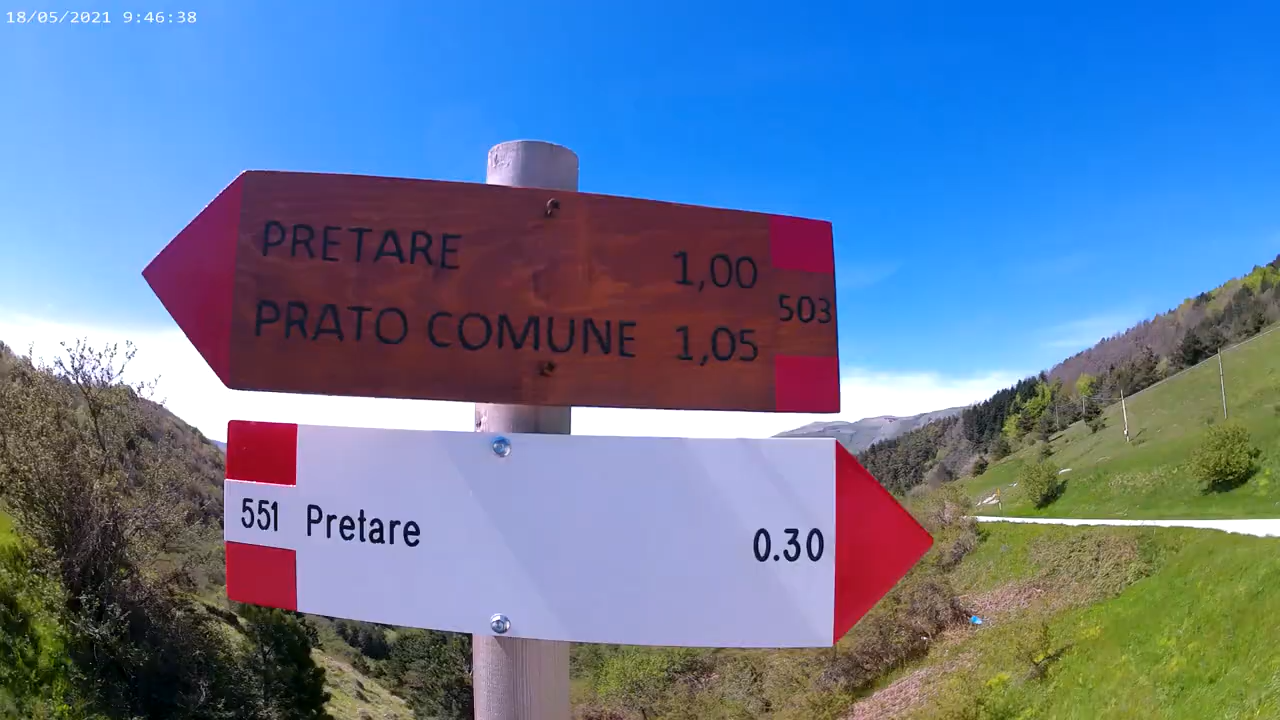 18/05/2021 9:46:38
PRETARE 1,00
PRATO COMUNE 1,05
503
551 Pretare 0.30